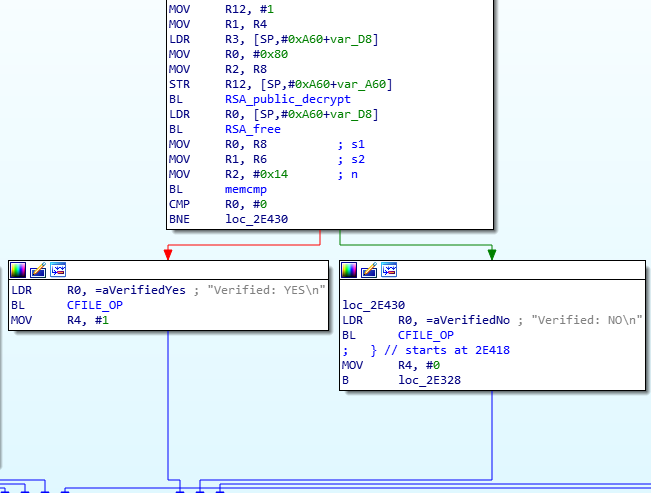 MOV R12, #1
MOV R1, R4
LDR R3, [SP,#0xA60+var_D8]
MOV R0, #0x80
MOV R2, R8
STR R12, [SP,#0xA60+var_A60]
BL RSA_public_decrypt
LDR R0, [SP,#0xA60+var_D8]
BL RSA_free
MOV R0, R8 ; s1
MOV R1, R6 ; s2
MOV R2, #0x14 ; n
BL memcmp
CMP R0, #0
BNE loc_2E430
LDR R0, =aVerifiedYes ; "Verified: YES\n"
BL CFILE_OP
MOV R4, #1
loc_2E430
LDR R0, =aVerifiedNo ; "Verified: NO\n"
BL CFILE_OP
; } // starts at 2E418
MOV R4, #0
B loc_2E328